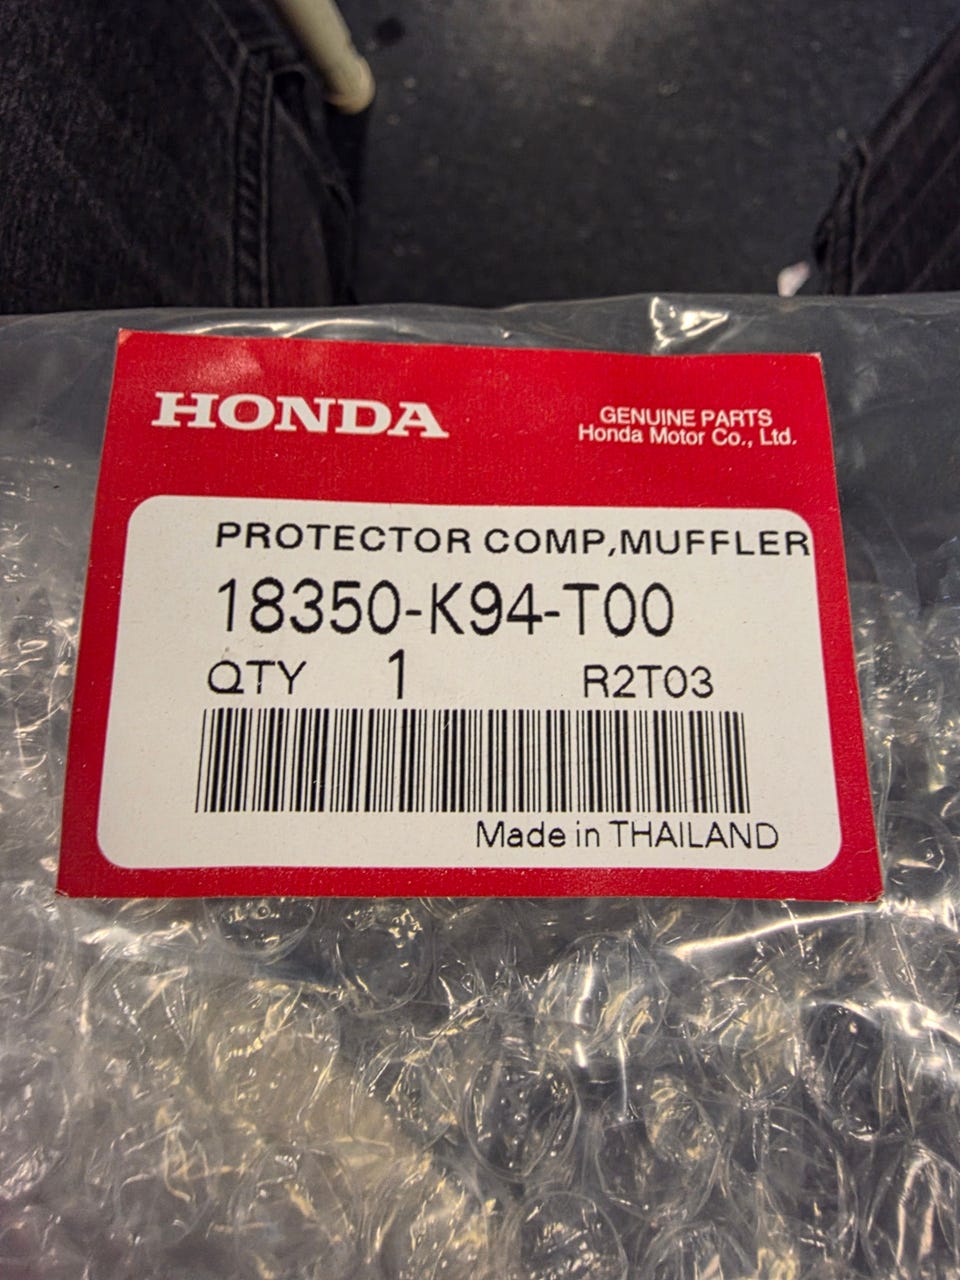 HONDA
GENUINE PARTS
Honda Motor Co., Ltd.
PROTECTOR COMP,MUFFLER
18350-K94-T00
QTY 1 R2T03
Made in THAILAND